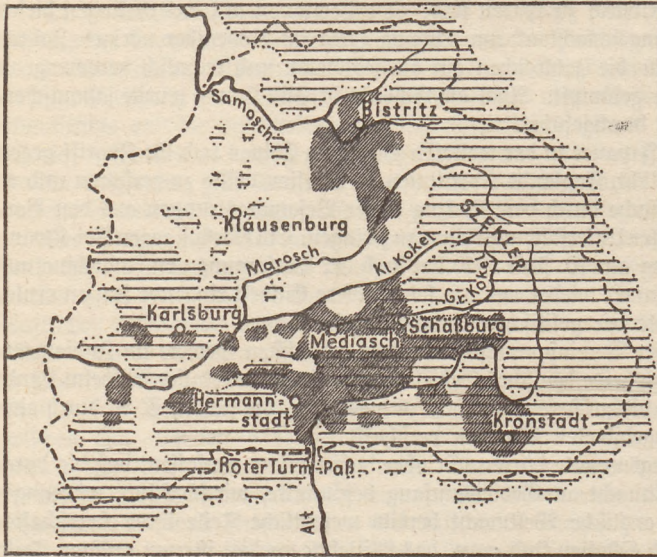 Samosch
Bistritz
Klausenburg
SZEKLER
Marosch
Kl. Kokel
Gr. Kokel
Karlsburg
Schäßburg
Mediasch
Hermann-
stadt
Kronstadt
Roter Turm-Paß
Alt